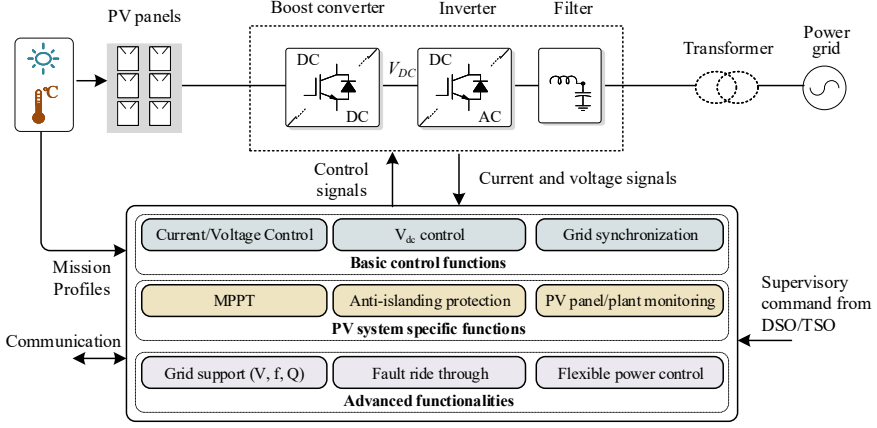 PV panels
Boost converter
Inverter
Filter
Transformer
Power
grid
°C
DC
DC
V_DC
DC
AC
Control
signals
Current and voltage signals
Mission
Profiles
Current/Voltage Control
V_dc control
Grid synchronization
Basic control functions
MPPT
Anti-islanding protection
PV panel/plant monitoring
PV system specific functions
Supervisory
command from
DSO/TSO
Communication
Grid support (V, f, Q)
Fault ride through
Flexible power control
Advanced functionalities